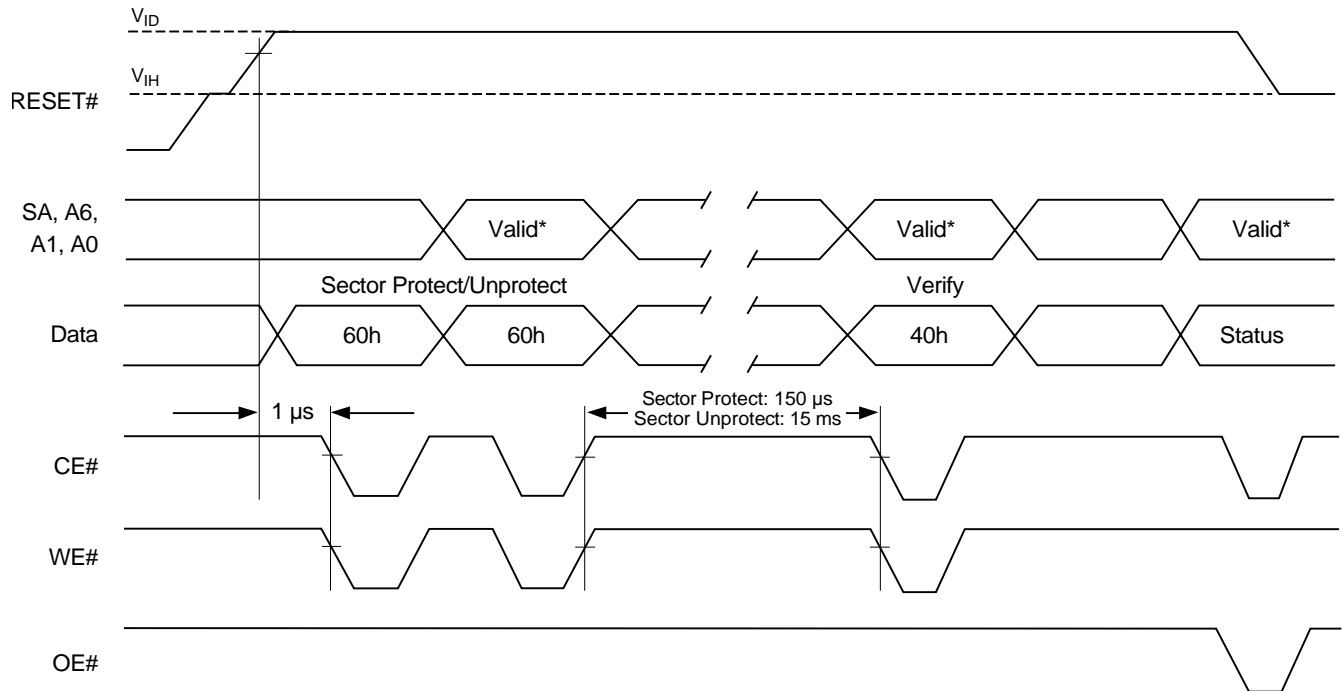 VID
VIH
RESET#
SA, A6,
A1, A0
Valid*
Valid*
Valid*
Sector Protect/Unprotect
Verify
Data
60h
60h
40h
Status
1 µs
Sector Protect: 150 µs
Sector Unprotect: 15 ms
CE#
WE#
OE#